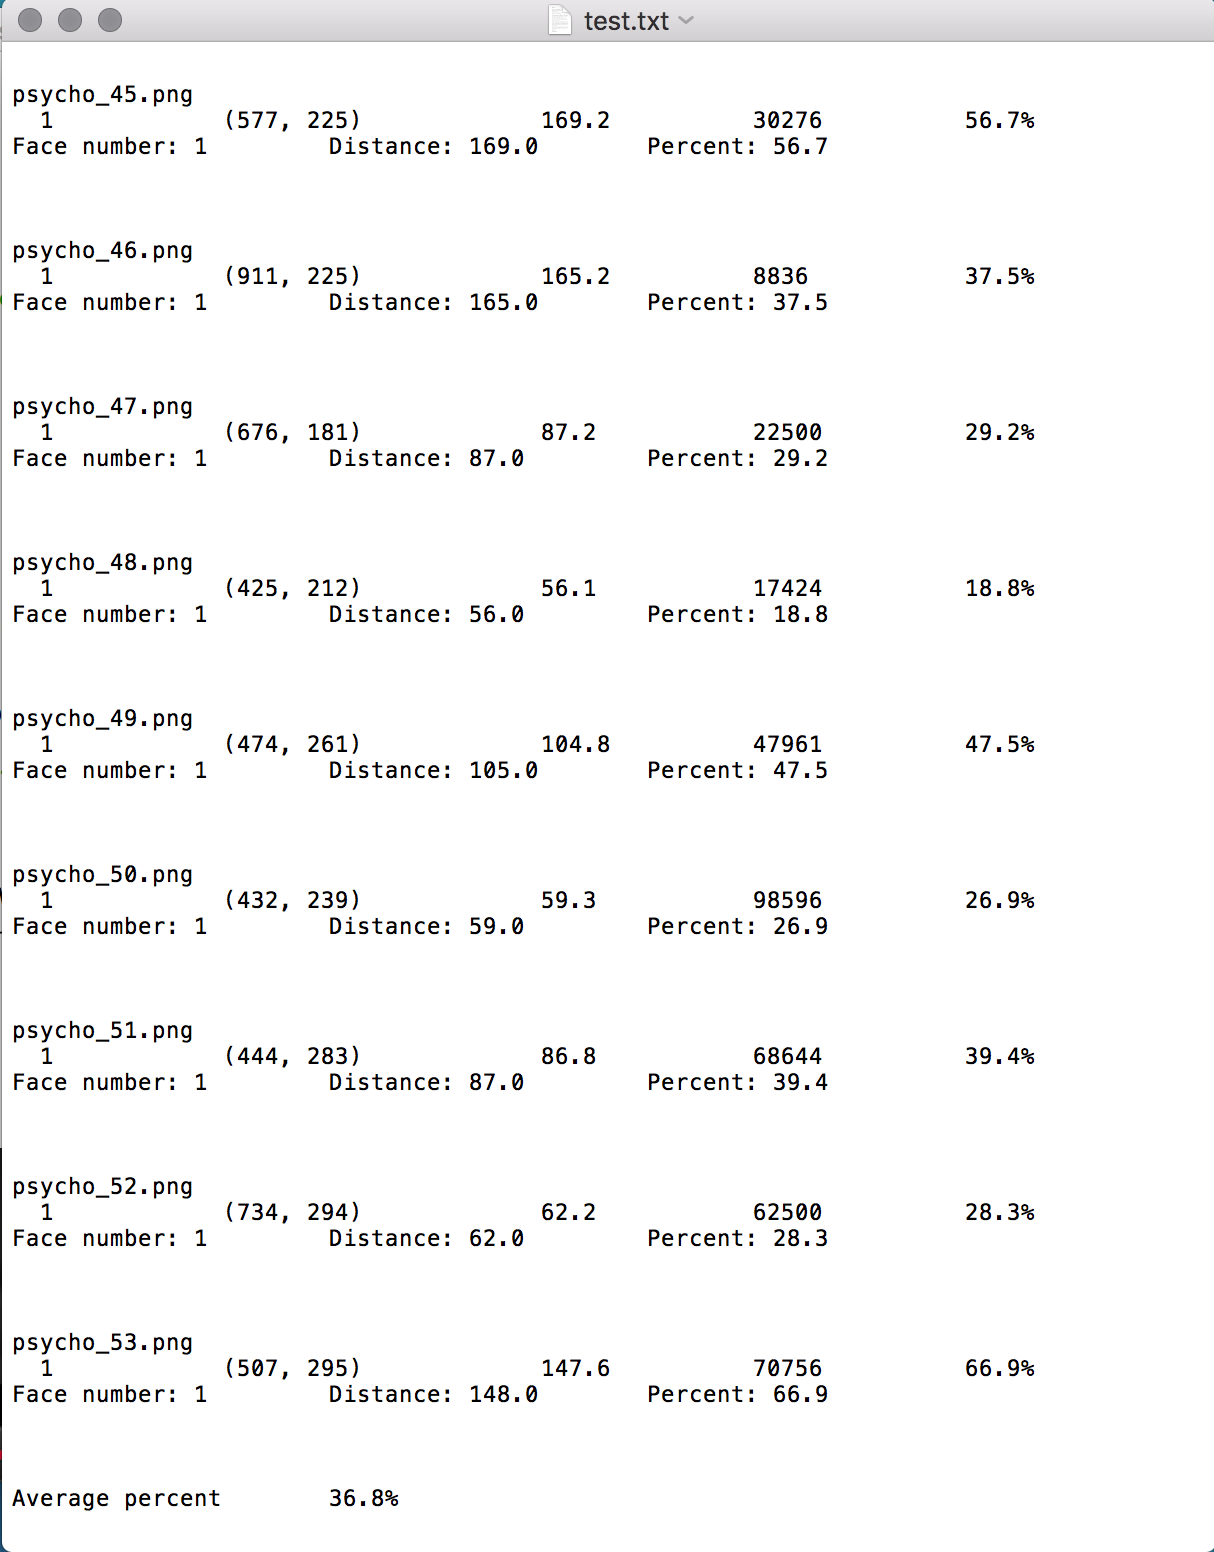 test.txt
psycho_45.png
1 (577, 225) 169.2 30276 56.7%
Face number: 1 Distance: 169.0 Percent: 56.7
psycho_46.png
1 (911, 225) 165.2 8836 37.5%
Face number: 1 Distance: 165.0 Percent: 37.5
psycho_47.png
1 (676, 181) 87.2 22500 29.2%
Face number: 1 Distance: 87.0 Percent: 29.2
psycho_48.png
1 (425, 212) 56.1 17424 18.8%
Face number: 1 Distance: 56.0 Percent: 18.8
psycho_49.png
1 (474, 261) 104.8 47961 47.5%
Face number: 1 Distance: 105.0 Percent: 47.5
psycho_50.png
1 (432, 239) 59.3 98596 26.9%
Face number: 1 Distance: 59.0 Percent: 26.9
psycho_51.png
1 (444, 283) 86.8 68644 39.4%
Face number: 1 Distance: 87.0 Percent: 39.4
psycho_52.png
1 (734, 294) 62.2 62500 28.3%
Face number: 1 Distance: 62.0 Percent: 28.3
psycho_53.png
1 (507, 295) 147.6 70756 66.9%
Face number: 1 Distance: 148.0 Percent: 66.9
Average percent 36.8%